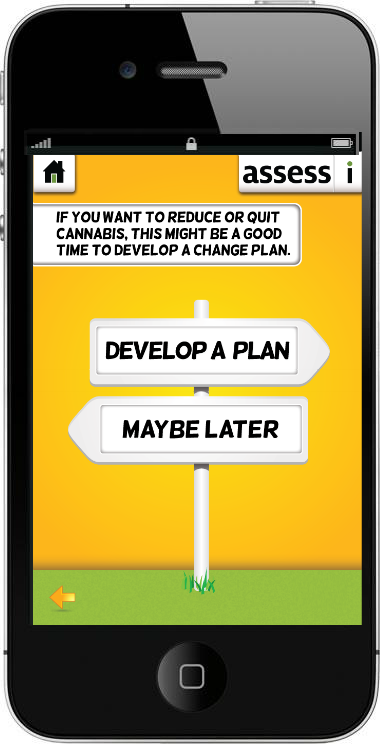 assess i
IF YOU WANT TO REDUCE OR QUIT
CANNABIS, THIS MIGHT BE A GOOD
TIME TO DEVELOP A CHANGE PLAN.
DEVELOP A PLAN
MAYBE LATER